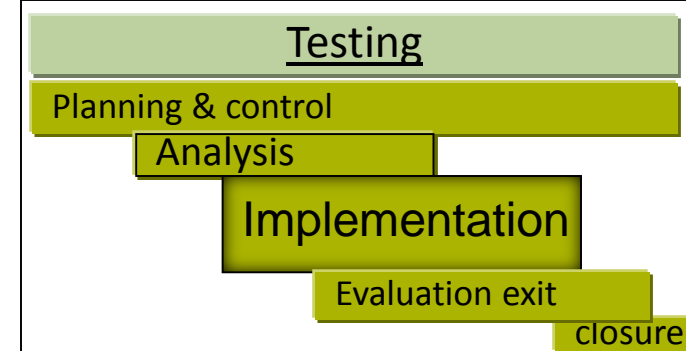 Testing
Planning & control
Analysis
Implementation
Evaluation exit
closure